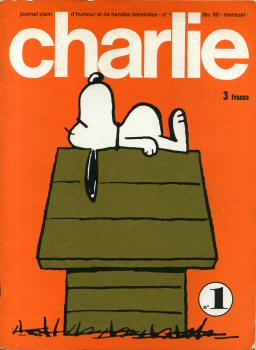 journal plein d'humour et de bandes dessinées - n° 1 fév. 69 - mensuel -
charlie
3 francs
n° 1